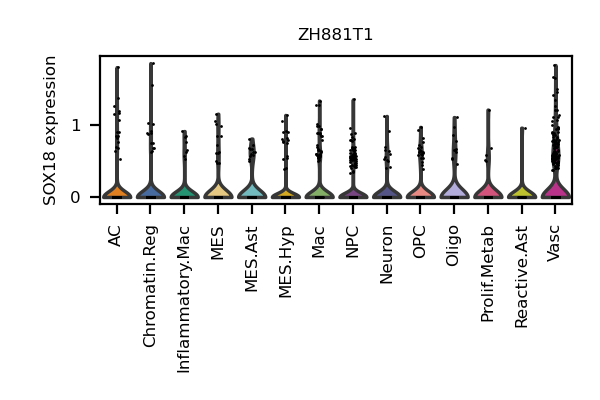 ZH881T1
SOX18 expression
1
0
AC
Chromatin.Reg
Inflammatory.Mac
MES
MES.Ast
MES.Hyp
Mac
NPC
Neuron
OPC
Oligo
Prolif.Metab
Reactive.Ast
Vasc